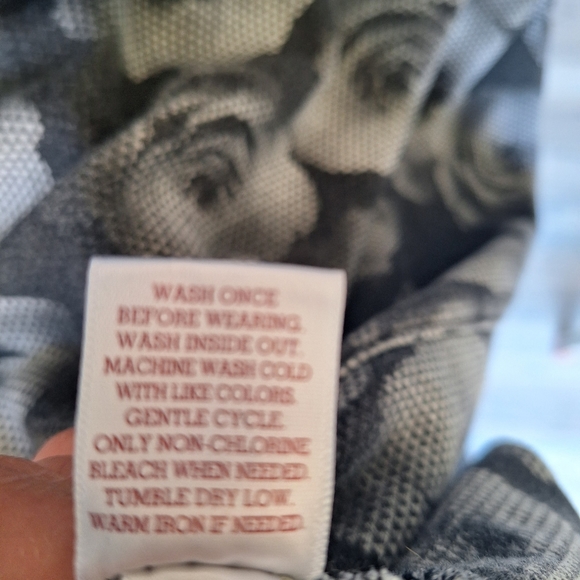 WASH ONCE
BEFORE WEARING.
WASH INSIDE OUT.
MACHINE WASH COLD
WITH LIKE COLORS.
GENTLE CYCLE.
ONLY NON-CHLORINE
BLEACH WHEN NEEDED.
TUMBLE DRY LOW.
WARM IRON IF NEEDED.